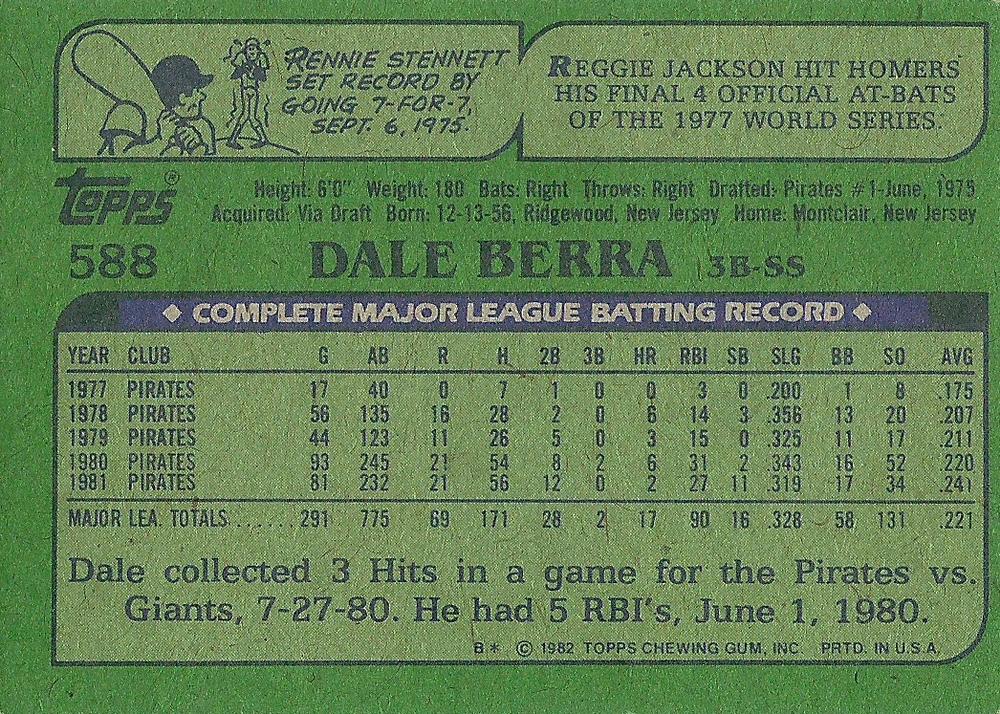 RENNIE STENNETT
SET RECORD BY
GOING 7-FOR-7,
SEPT. 6, 1975.
REGGIE JACKSON HIT HOMERS
HIS FINAL 4 OFFICIAL AT-BATS
OF THE 1977 WORLD SERIES.
TOPPS®
Height: 6'0" Weight: 180 Bats: Right Throws: Right Drafted: Pirates #1-June, 1975
Acquired: Via Draft Born: 12-13-56, Ridgewood, New Jersey Home: Montclair, New Jersey
588 DALE BERRA 3B-SS
◆ COMPLETE MAJOR LEAGUE BATTING RECORD ◆
YEAR CLUB G AB R H 2B 3B HR RBI SB SLG BB SO AVG
1977 PIRATES 17 40 0 7 1 0 0 3 0 .200 1 8 .175
1978 PIRATES 56 135 16 28 2 0 6 14 3 .356 13 20 .207
1979 PIRATES 44 123 11 26 5 0 3 15 0 .325 11 17 .211
1980 PIRATES 93 245 21 54 8 2 6 31 2 .343 16 52 .220
1981 PIRATES 81 232 21 56 12 0 2 27 11 .319 17 34 .241
MAJOR LEA. TOTALS...... 291 775 69 171 28 2 17 90 16 .328 58 131 .221
Dale collected 3 Hits in a game for the Pirates vs.
Giants, 7-27-80. He had 5 RBI's, June 1, 1980.
B* © 1982 TOPPS CHEWING GUM, INC. PRTD. IN U.S.A.